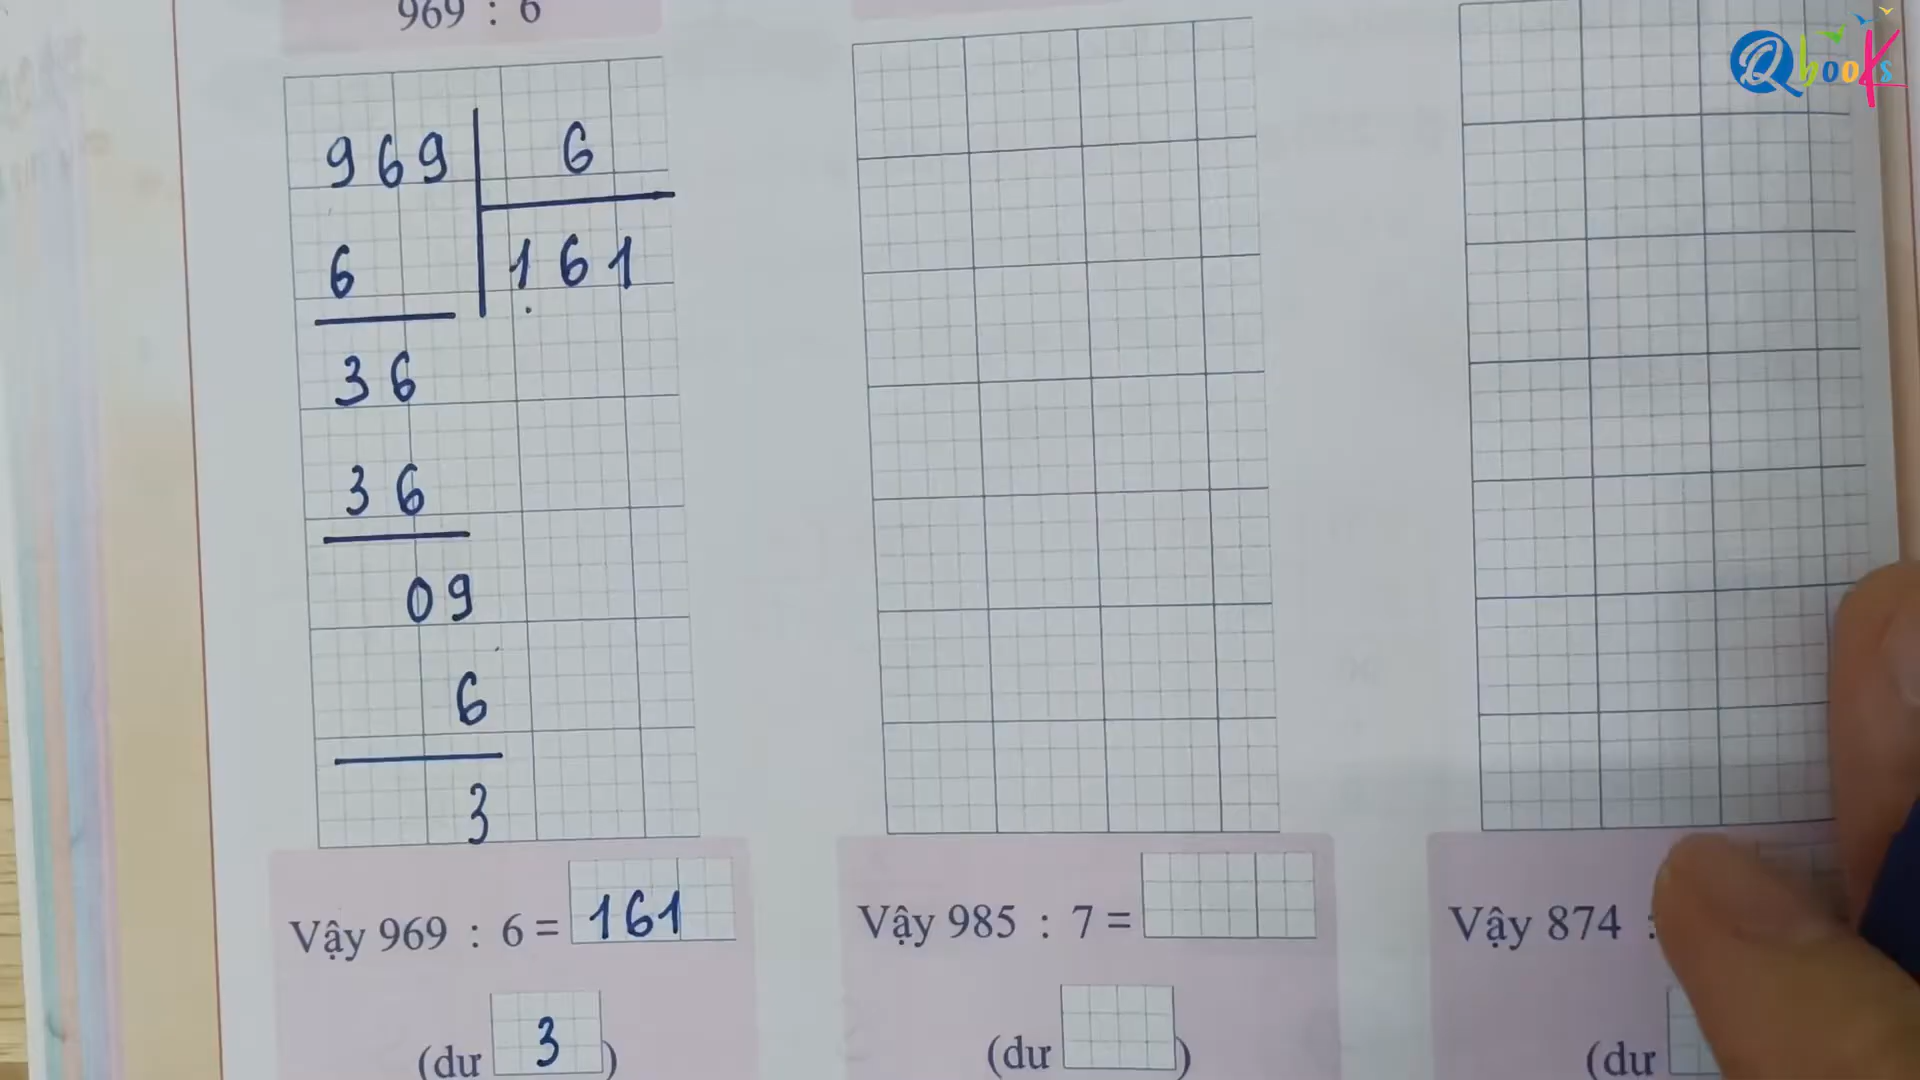 969 : 6
969 6
6 161
36
36
09
6
3
Vậy 969 : 6 = 161
(dư 3)
Vậy 985 : 7 =
(dư )
Vậy 874 :
(dư
Qbooks